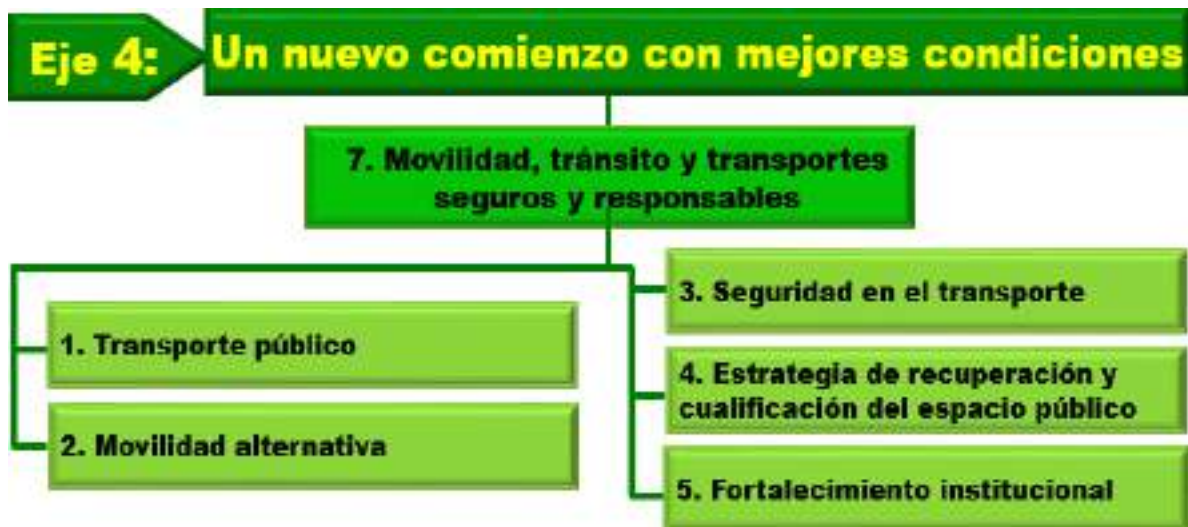 Eje 4:
Un nuevo comienzo con mejores condiciones
7. Movilidad, tránsito y transportes
seguros y responsables
1. Transporte público
2. Movilidad alternativa
3. Seguridad en el transporte
4. Estrategia de recuperación y
cualificación del espacio público
5. Fortalecimiento institucional